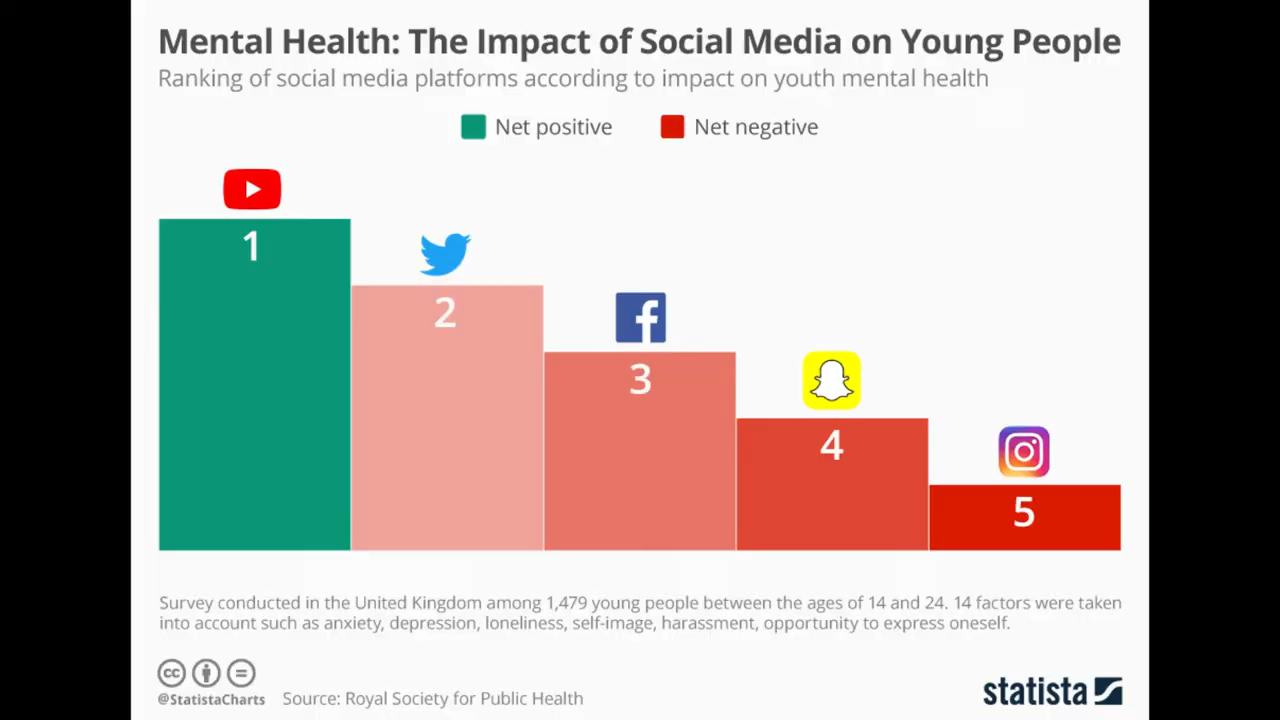 Mental Health: The Impact of Social Media on Young People
Ranking of social media platforms according to impact on youth mental health
Net positive
Net negative
1
2
3
4
5
Survey conducted in the United Kingdom among 1,479 young people between the ages of 14 and 24. 14 factors were taken
into account such as anxiety, depression, loneliness, self-image, harassment, opportunity to express oneself.
cc
@StatistaCharts Source: Royal Society for Public Health
statista